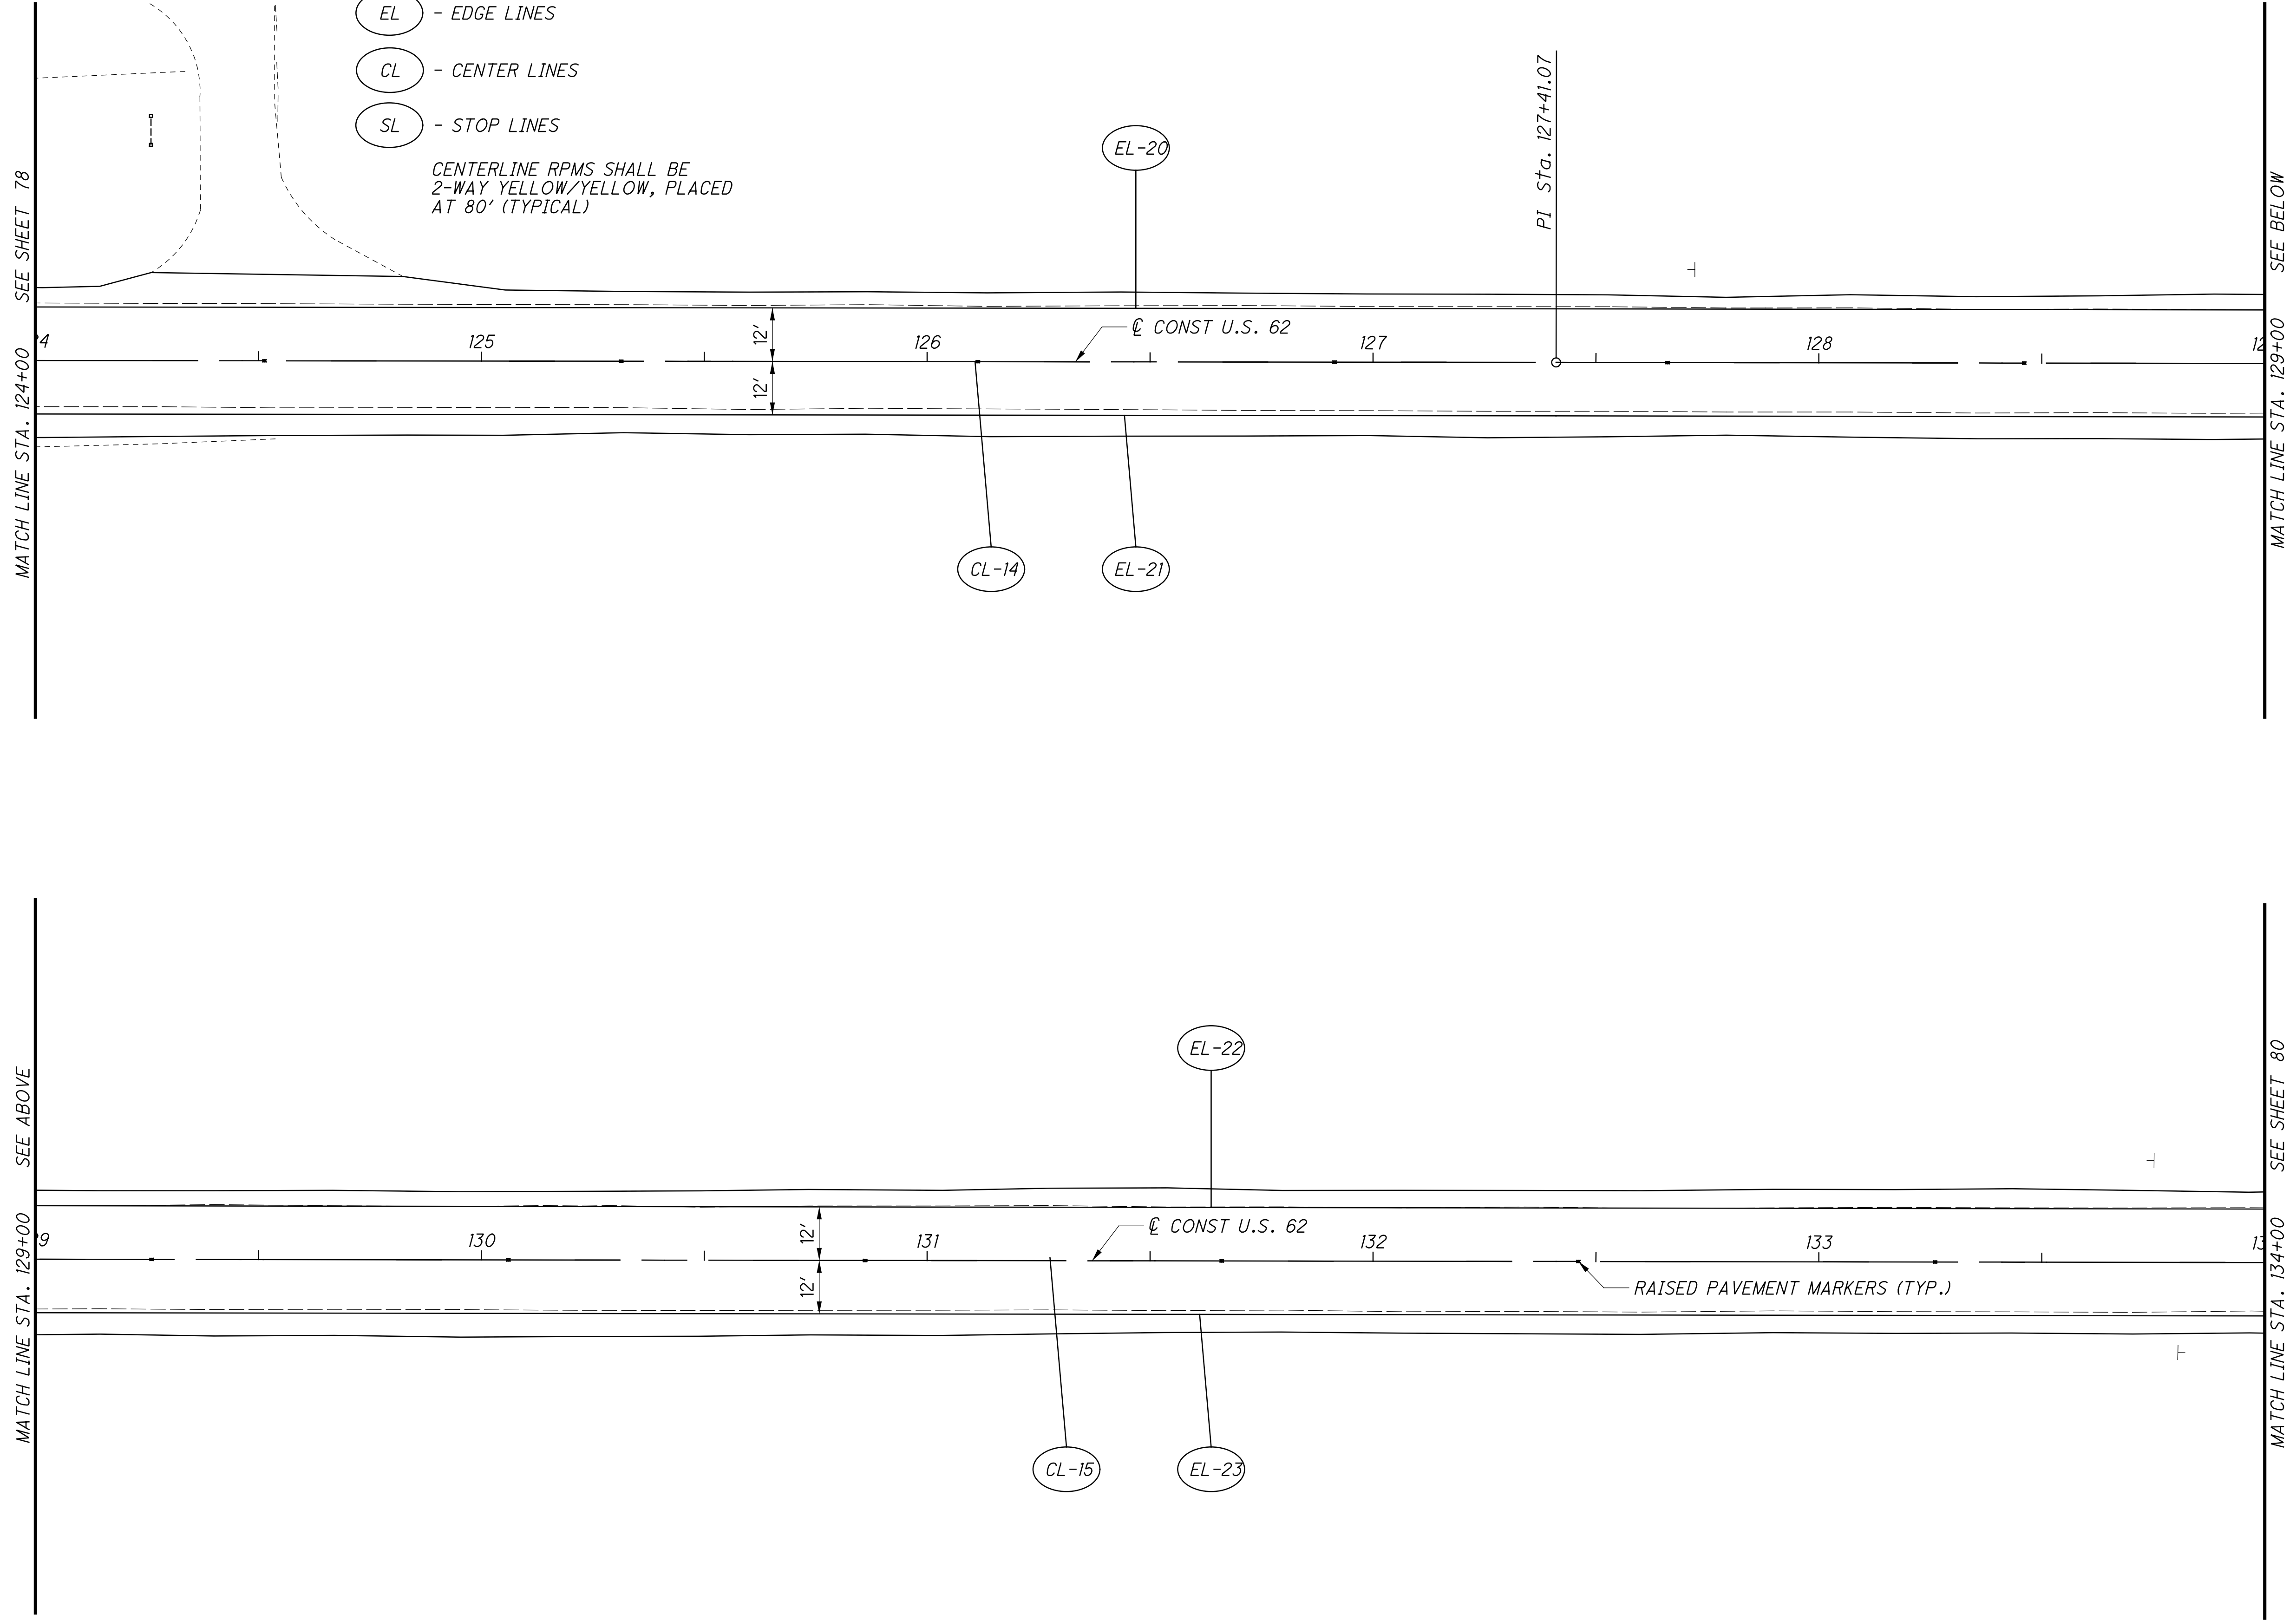 EL - EDGE LINES
CL - CENTER LINES
SL - STOP LINES
CENTERLINE RPMS SHALL BE
2-WAY YELLOW/YELLOW, PLACED
AT 80' (TYPICAL)
MATCH LINE STA. 124+00 SEE SHEET 78
EL-20
PI Sta. 127+41.07
℄ CONST U.S. 62
12'
12'
125
126
127
128
CL-14
EL-21
MATCH LINE STA. 129+00 SEE BELOW
MATCH LINE STA. 129+00 SEE ABOVE
EL-22
℄ CONST U.S. 62
12'
12'
130
131
132
133
RAISED PAVEMENT MARKERS (TYP.)
CL-15
EL-23
MATCH LINE STA. 134+00 SEE SHEET 80